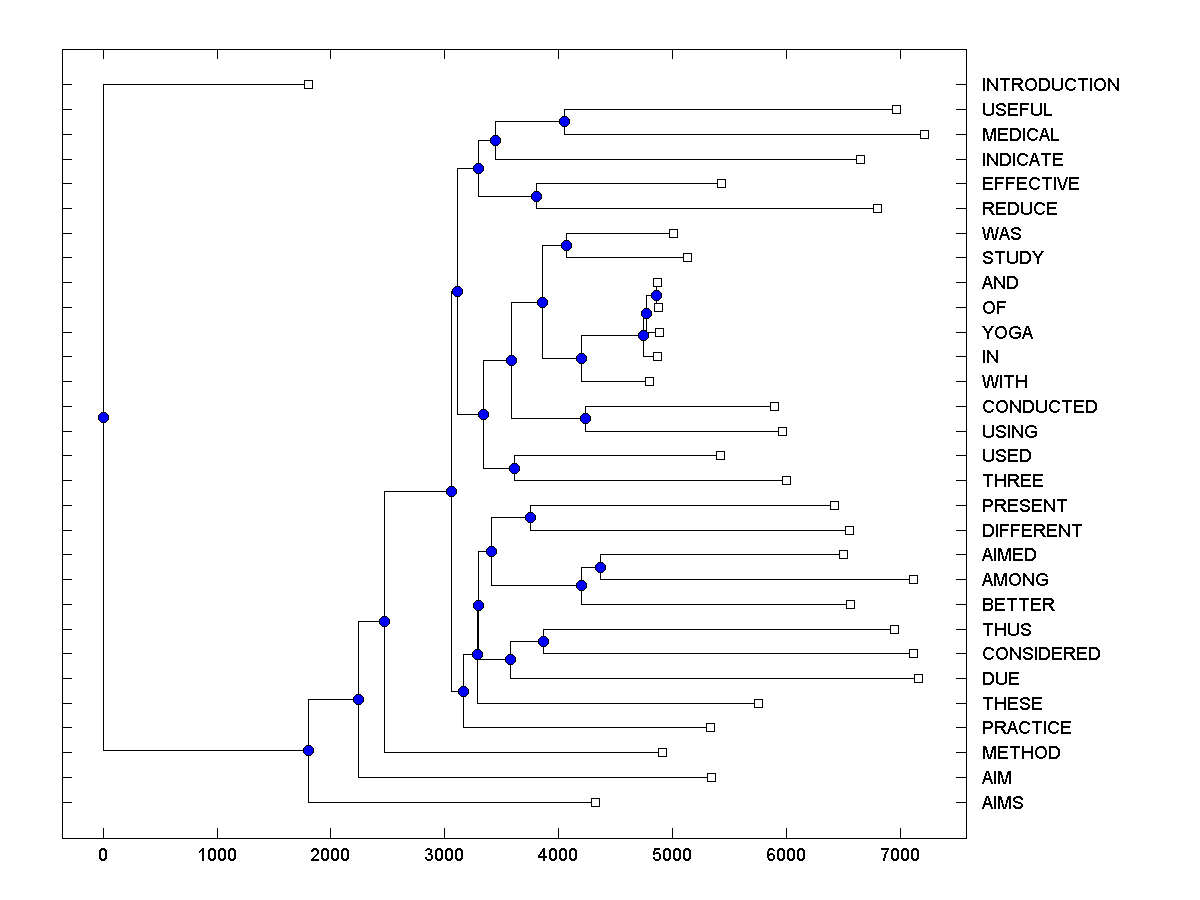 INTRODUCTION
USEFUL
MEDICAL
INDICATE
EFFECTIVE
REDUCE
WAS
STUDY
AND
OF
YOGA
IN
WITH
CONDUCTED
USING
USED
THREE
PRESENT
DIFFERENT
AIMED
AMONG
BETTER
THUS
CONSIDERED
DUE
THESE
PRACTICE
METHOD
AIM
AIMS
0 1000 2000 3000 4000 5000 6000 7000